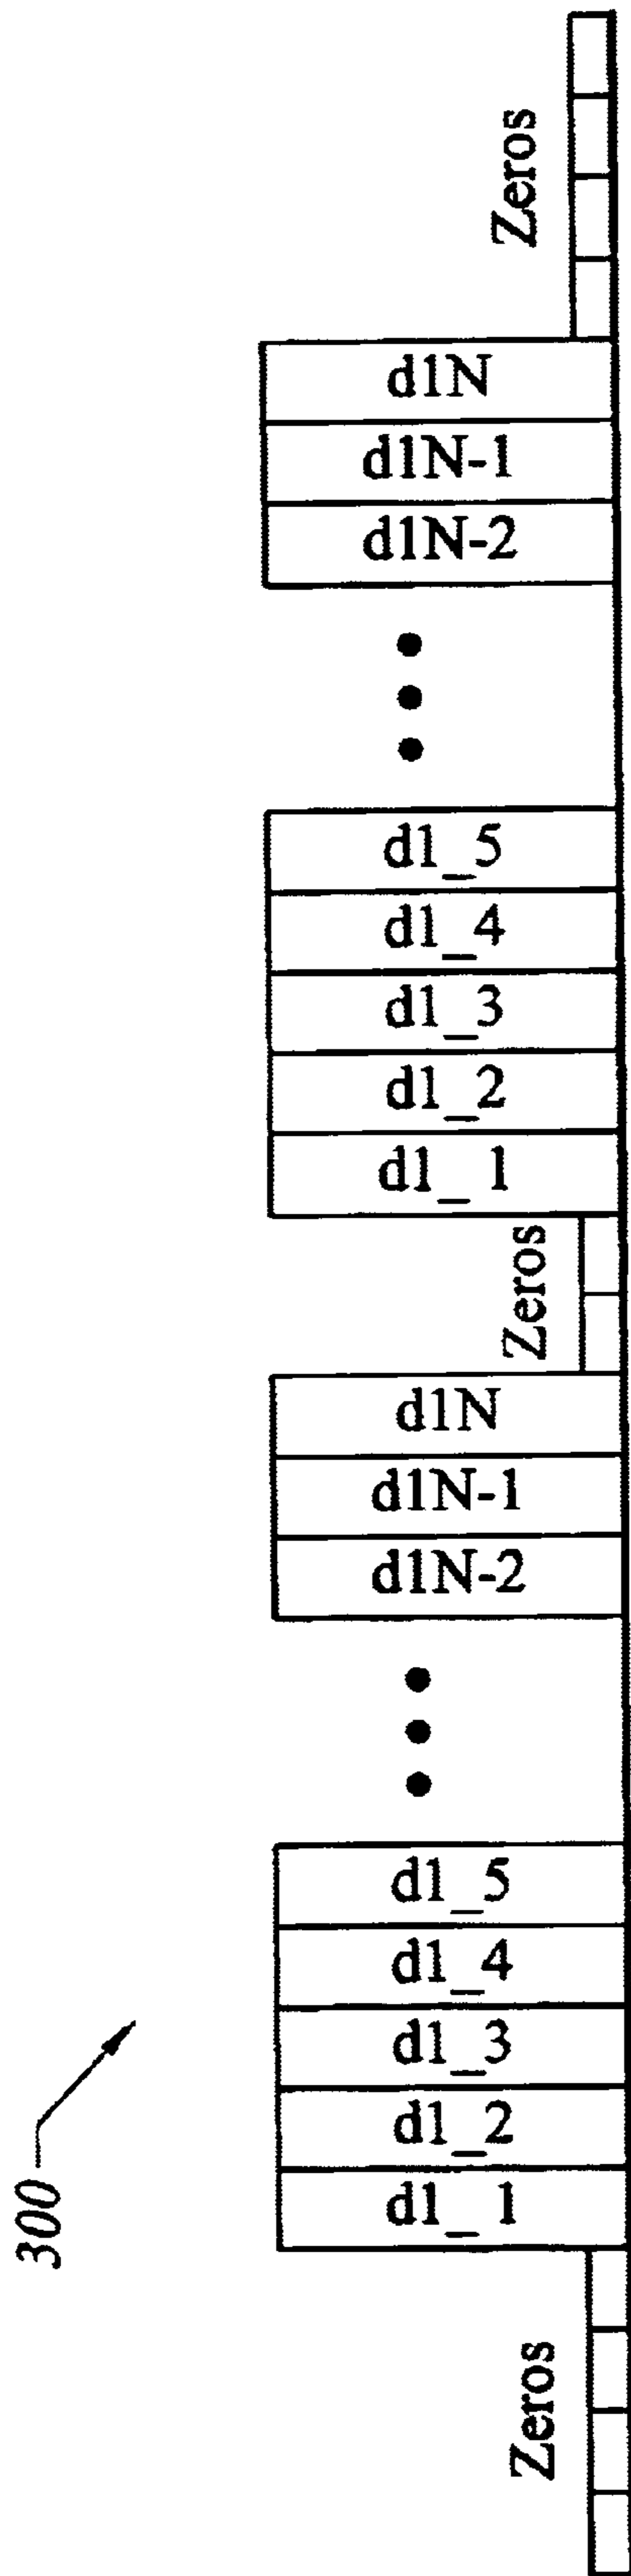 300
Zeros
d1_1
d1_2
d1_3
d1_4
d1_5
d1N-2
d1N-1
d1N
Zeros
d1_1
d1_2
d1_3
d1_4
d1_5
d1N-2
d1N-1
d1N
Zeros